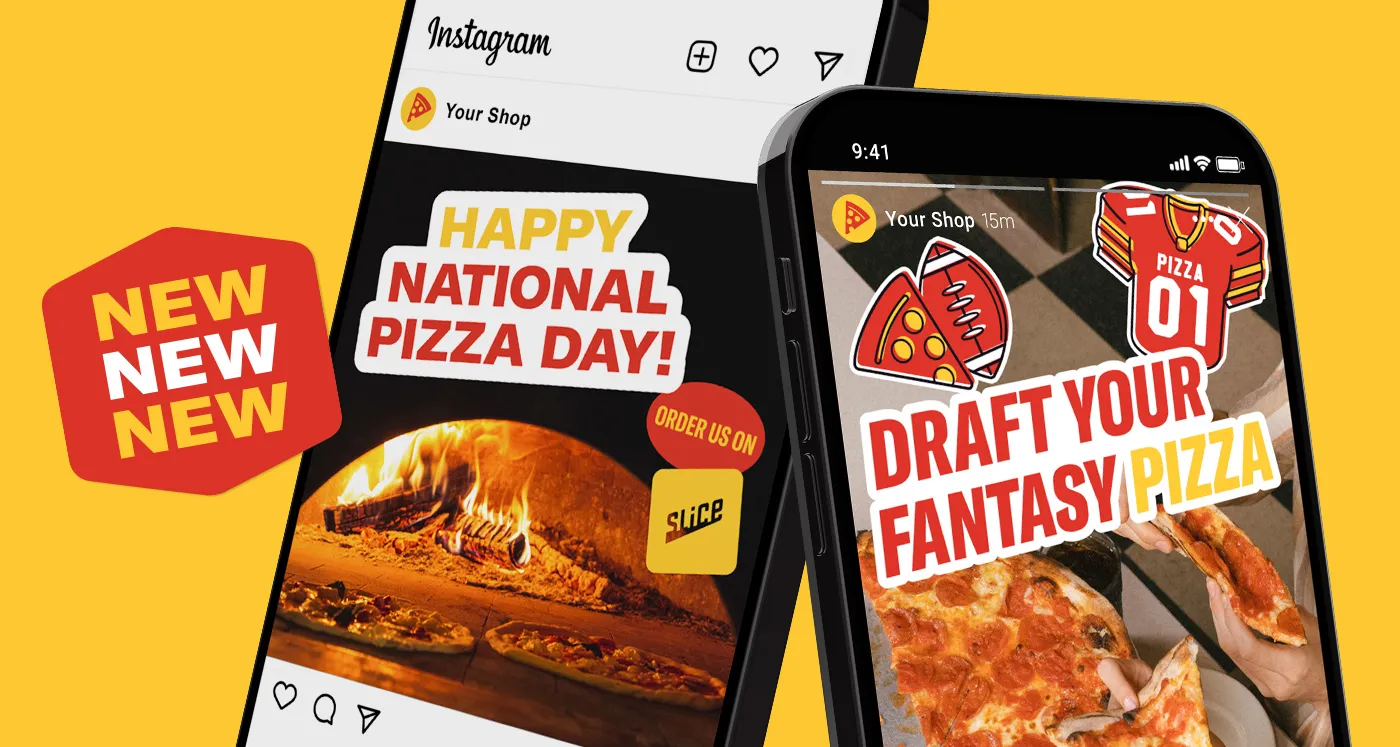 NEW
NEW
NEW
Instagram
Your Shop
HAPPY
NATIONAL
PIZZA DAY!
ORDER US ON
SLICE
9:41
Your Shop 15m
PIZZA
01
DRAFT YOUR
FANTASY PIZZA